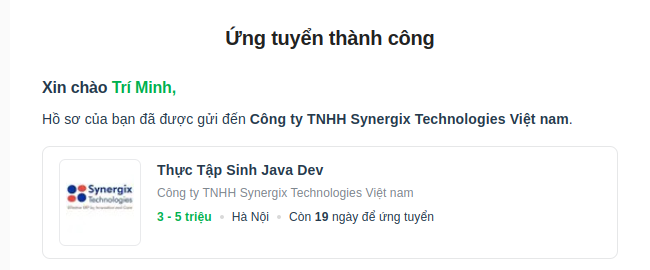 Ứng tuyển thành công
Xin chào Trí Minh,
Hồ sơ của bạn đã được gửi đến Công ty TNHH Synergix Technologies Việt nam.
Synergix
Technologies
Thực Tập Sinh Java Dev
Công ty TNHH Synergix Technologies Việt nam
3 - 5 triệu • Hà Nội • Còn 19 ngày để ứng tuyển